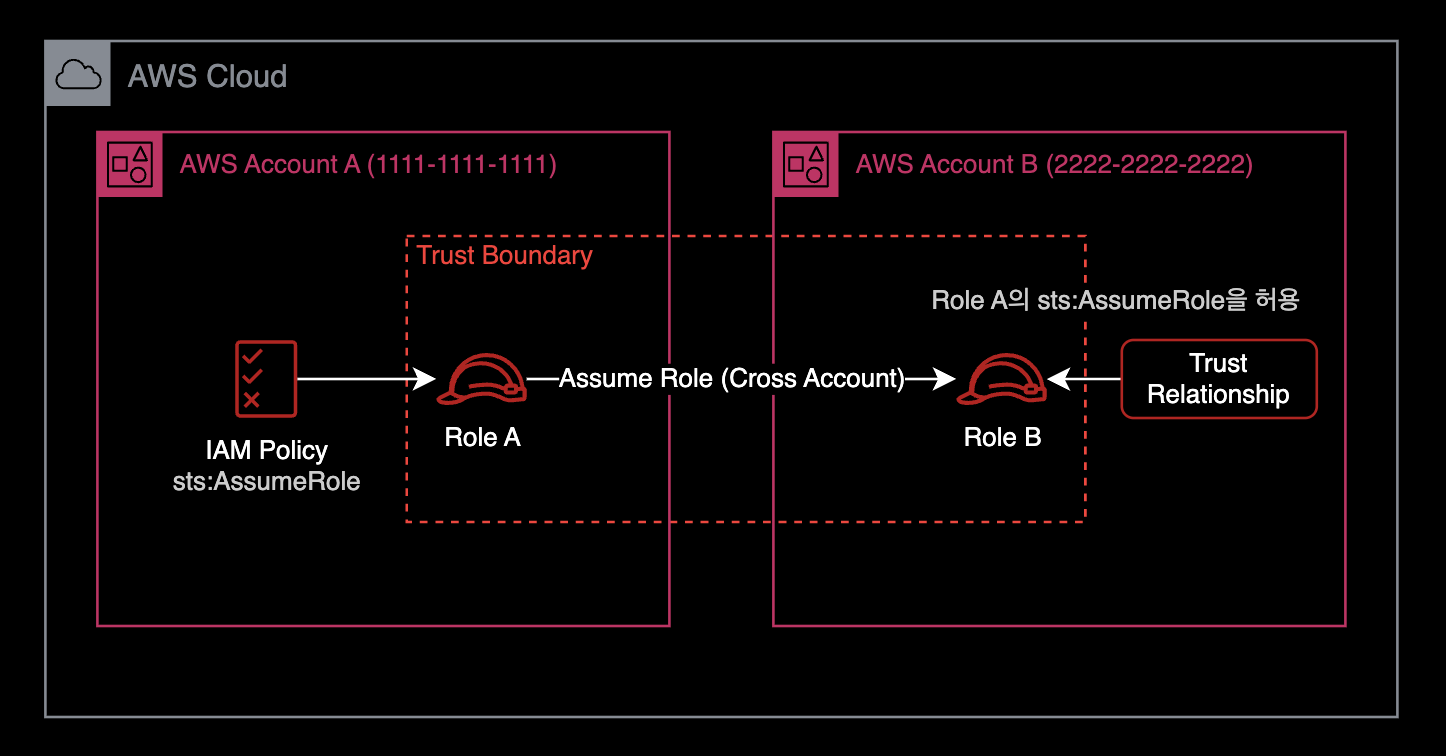 AWS Cloud
AWS Account A (1111-1111-1111)
AWS Account B (2222-2222-2222)
Trust Boundary
Role A의 sts:AssumeRole을 허용
Assume Role (Cross Account)
Trust
Relationship
Role A
Role B
IAM Policy
sts:AssumeRole